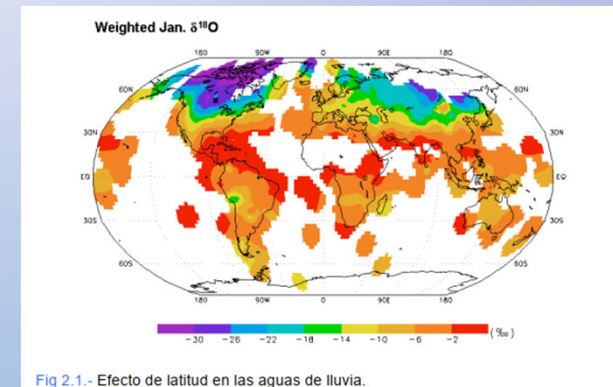 Weighted Jan. δ¹⁸O
180 90W 0 90E 180
60N 60N
30N 30N
EQ EQ
30S 30S
60S 60S
180 90W 0 90E 180
-30 -26 -22 -18 -14 -10 -6 -2 (‰)
Fig 2.1.- Efecto de latitud en las aguas de lluvia.